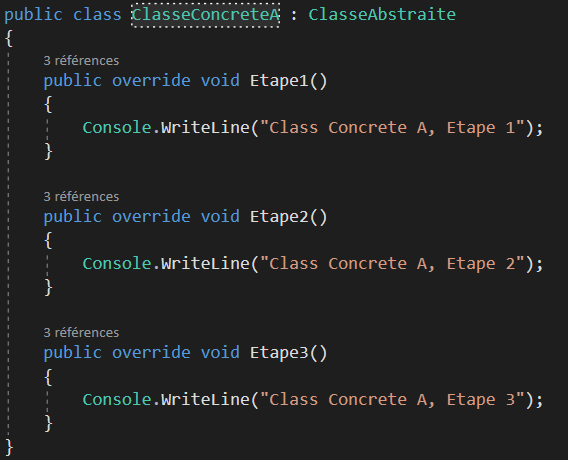 public class ClasseConcreteA : ClasseAbstraite
{
3 références
public override void Etape1()
{
Console.WriteLine("Class Concrete A, Etape 1");
}
3 références
public override void Etape2()
{
Console.WriteLine("Class Concrete A, Etape 2");
}
3 références
public override void Etape3()
{
Console.WriteLine("Class Concrete A, Etape 3");
}
}